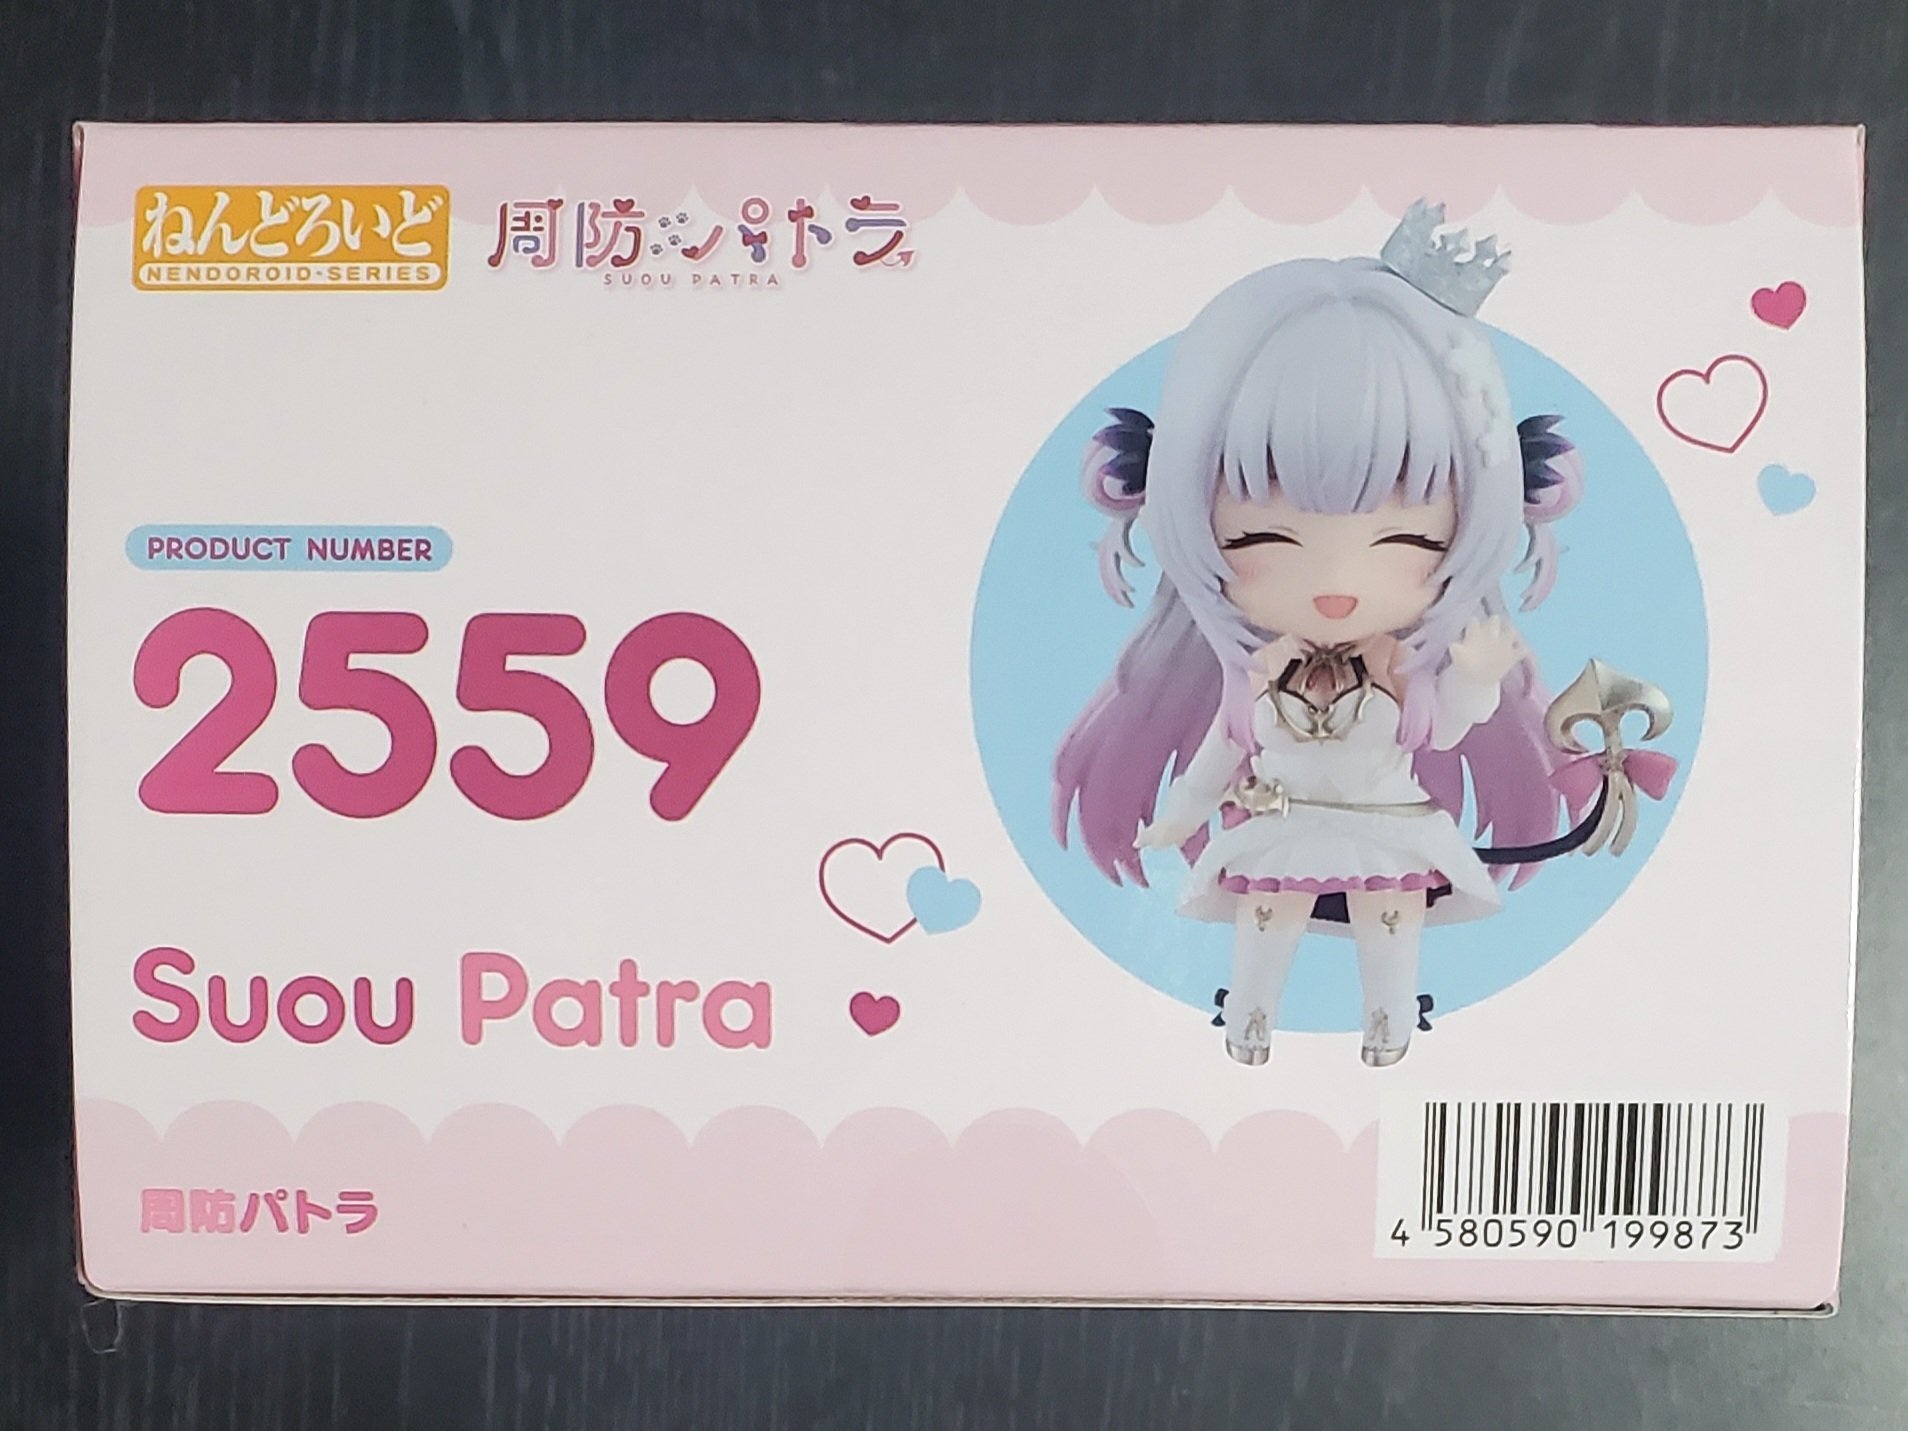 ねんどろいど
NENDOROID-SERIES
周防パトラ
SUOU PATRA
PRODUCT NUMBER
2559
Suou Patra
周防パトラ
4 580590 199873